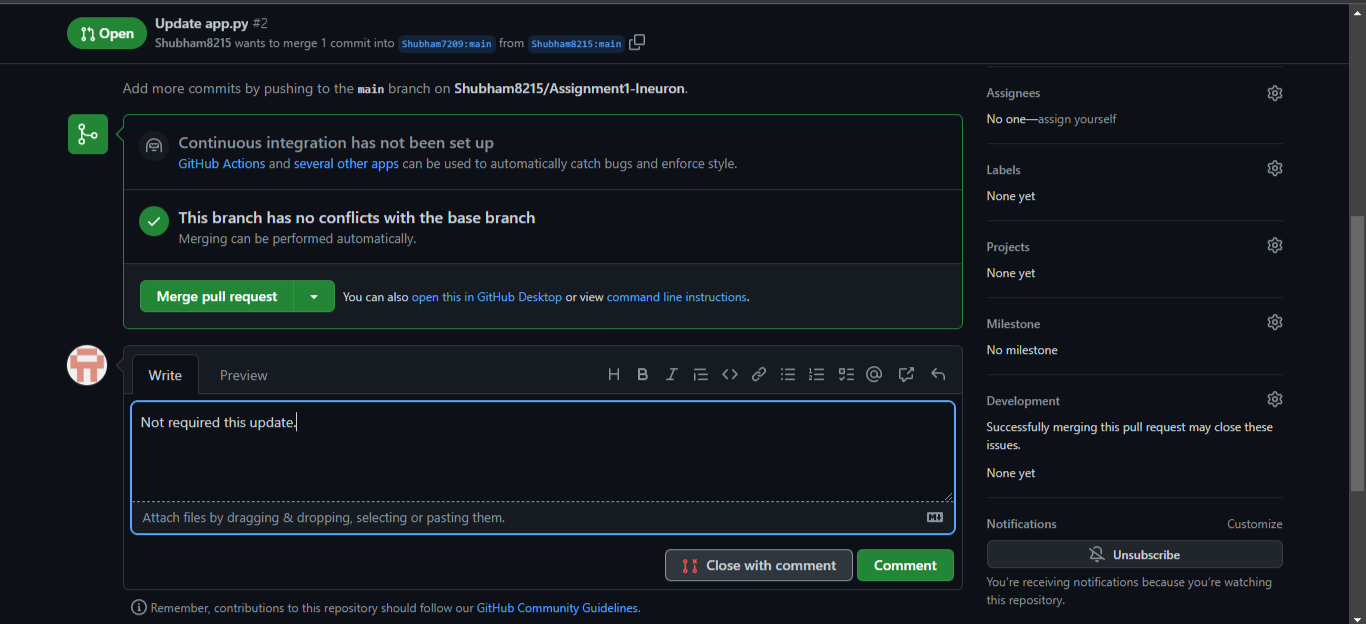 Open
Update app.py #2
Shubham8215 wants to merge 1 commit into Shubham7209:main from Shubham8215:main
Add more commits by pushing to the main branch on Shubham8215/Assignment1-Ineuron.
Continuous integration has not been set up
GitHub Actions and several other apps can be used to automatically catch bugs and enforce style.
This branch has no conflicts with the base branch
Merging can be performed automatically.
Merge pull request
You can also open this in GitHub Desktop or view command line instructions.
Write Preview
Not required this update.
Attach files by dragging & dropping, selecting or pasting them.
Close with comment Comment
Remember, contributions to this repository should follow our GitHub Community Guidelines.
Assignees
No one—assign yourself
Labels
None yet
Projects
None yet
Milestone
No milestone
Development
Successfully merging this pull request may close these
issues.
None yet
Notifications Customize
Unsubscribe
You're receiving notifications because you're watching
this repository.